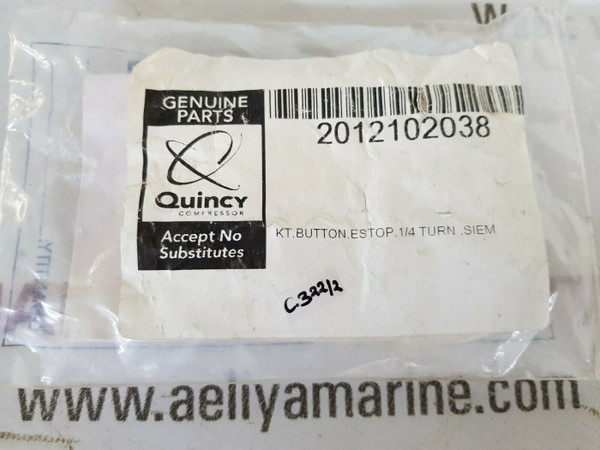 GENUINE
PARTS
Quincy
COMPRESSOR
Accept No
Substitutes
2012102038
KT,BUTTON,ESTOP,1/4 TURN .SIEM
C.322/2
www.aeliyamarine.com